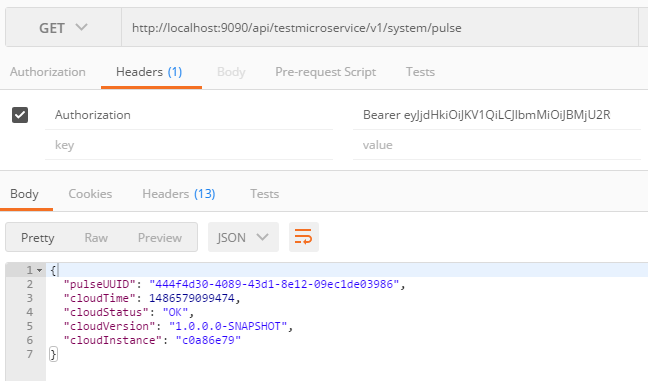 GET http://localhost:9090/api/testmicroservice/v1/system/pulse
Authorization Headers (1) Body Pre-request Script Tests
Authorization Bearer eyJjdHkiOiJKV1QiLCJlbmMiOiJBMjU2R
key value
Body Cookies Headers (13) Tests
Pretty Raw Preview JSON
1 {
2 "pulseUUID": "444f4d30-4089-43d1-8e12-09ec1de03986",
3 "cloudTime": 1486579099474,
4 "cloudStatus": "OK",
5 "cloudVersion": "1.0.0.0-SNAPSHOT",
6 "cloudInstance": "c0a86e79"
7 }